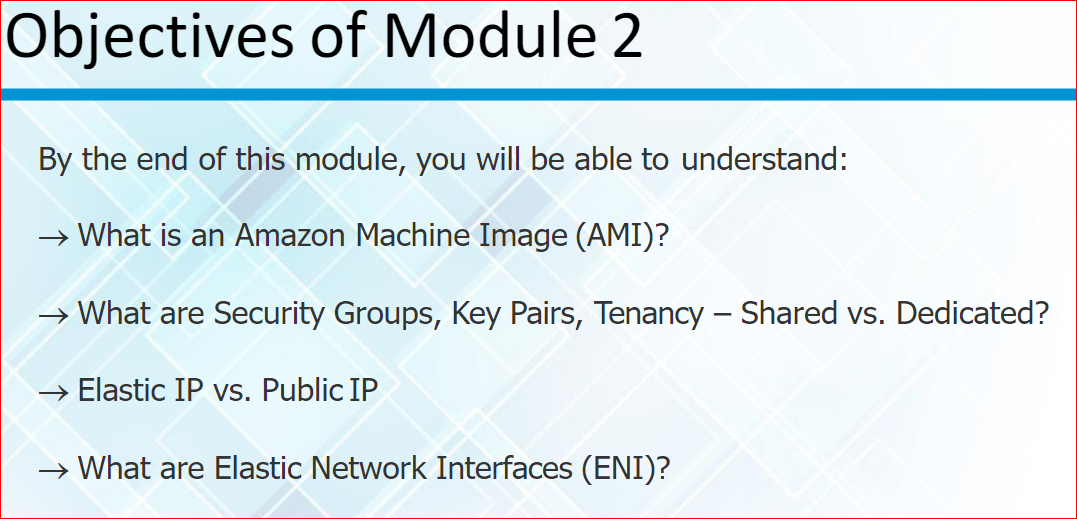 Objectives of Module 2
By the end of this module, you will be able to understand:
→ What is an Amazon Machine Image (AMI)?
→ What are Security Groups, Key Pairs, Tenancy – Shared vs. Dedicated?
→ Elastic IP vs. Public IP
→ What are Elastic Network Interfaces (ENI)?